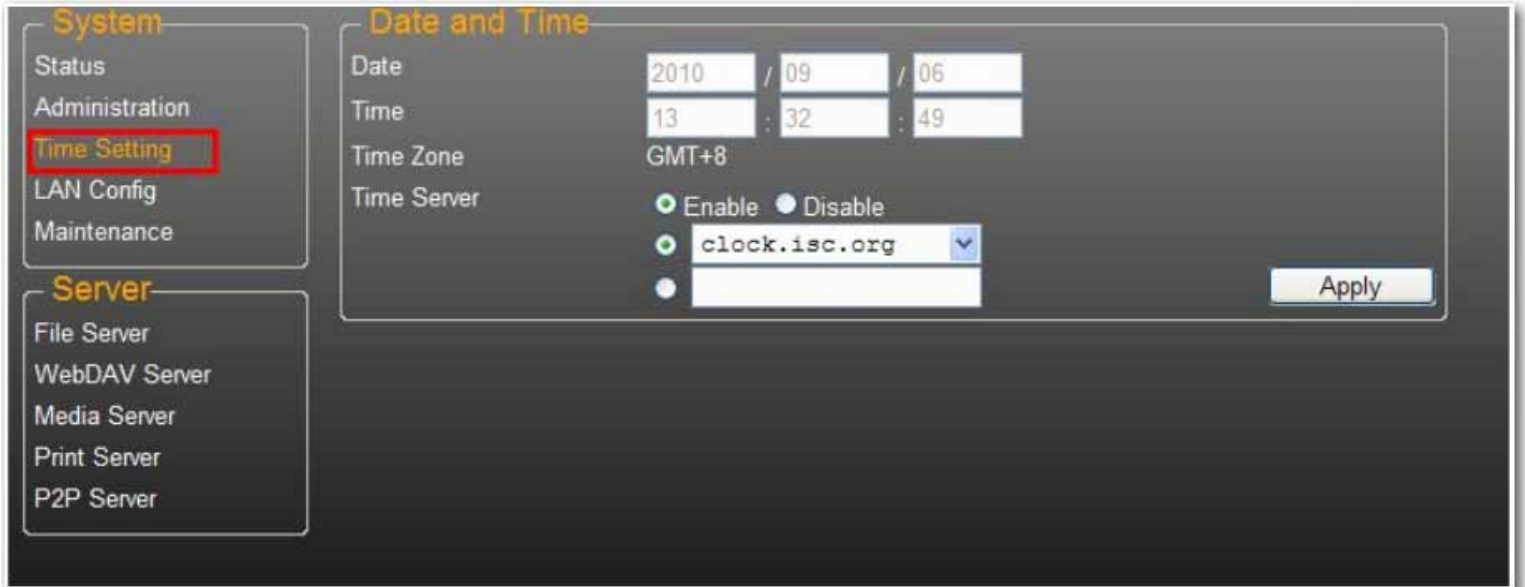 System
Status
Administration
Time Setting
LAN Config
Maintenance
Server
File Server
WebDAV Server
Media Server
Print Server
P2P Server
Date and Time
Date 2010 / 09 / 06
Time 13 : 32 : 49
Time Zone GMT+8
Time Server Enable Disable
clock.isc.org
Apply